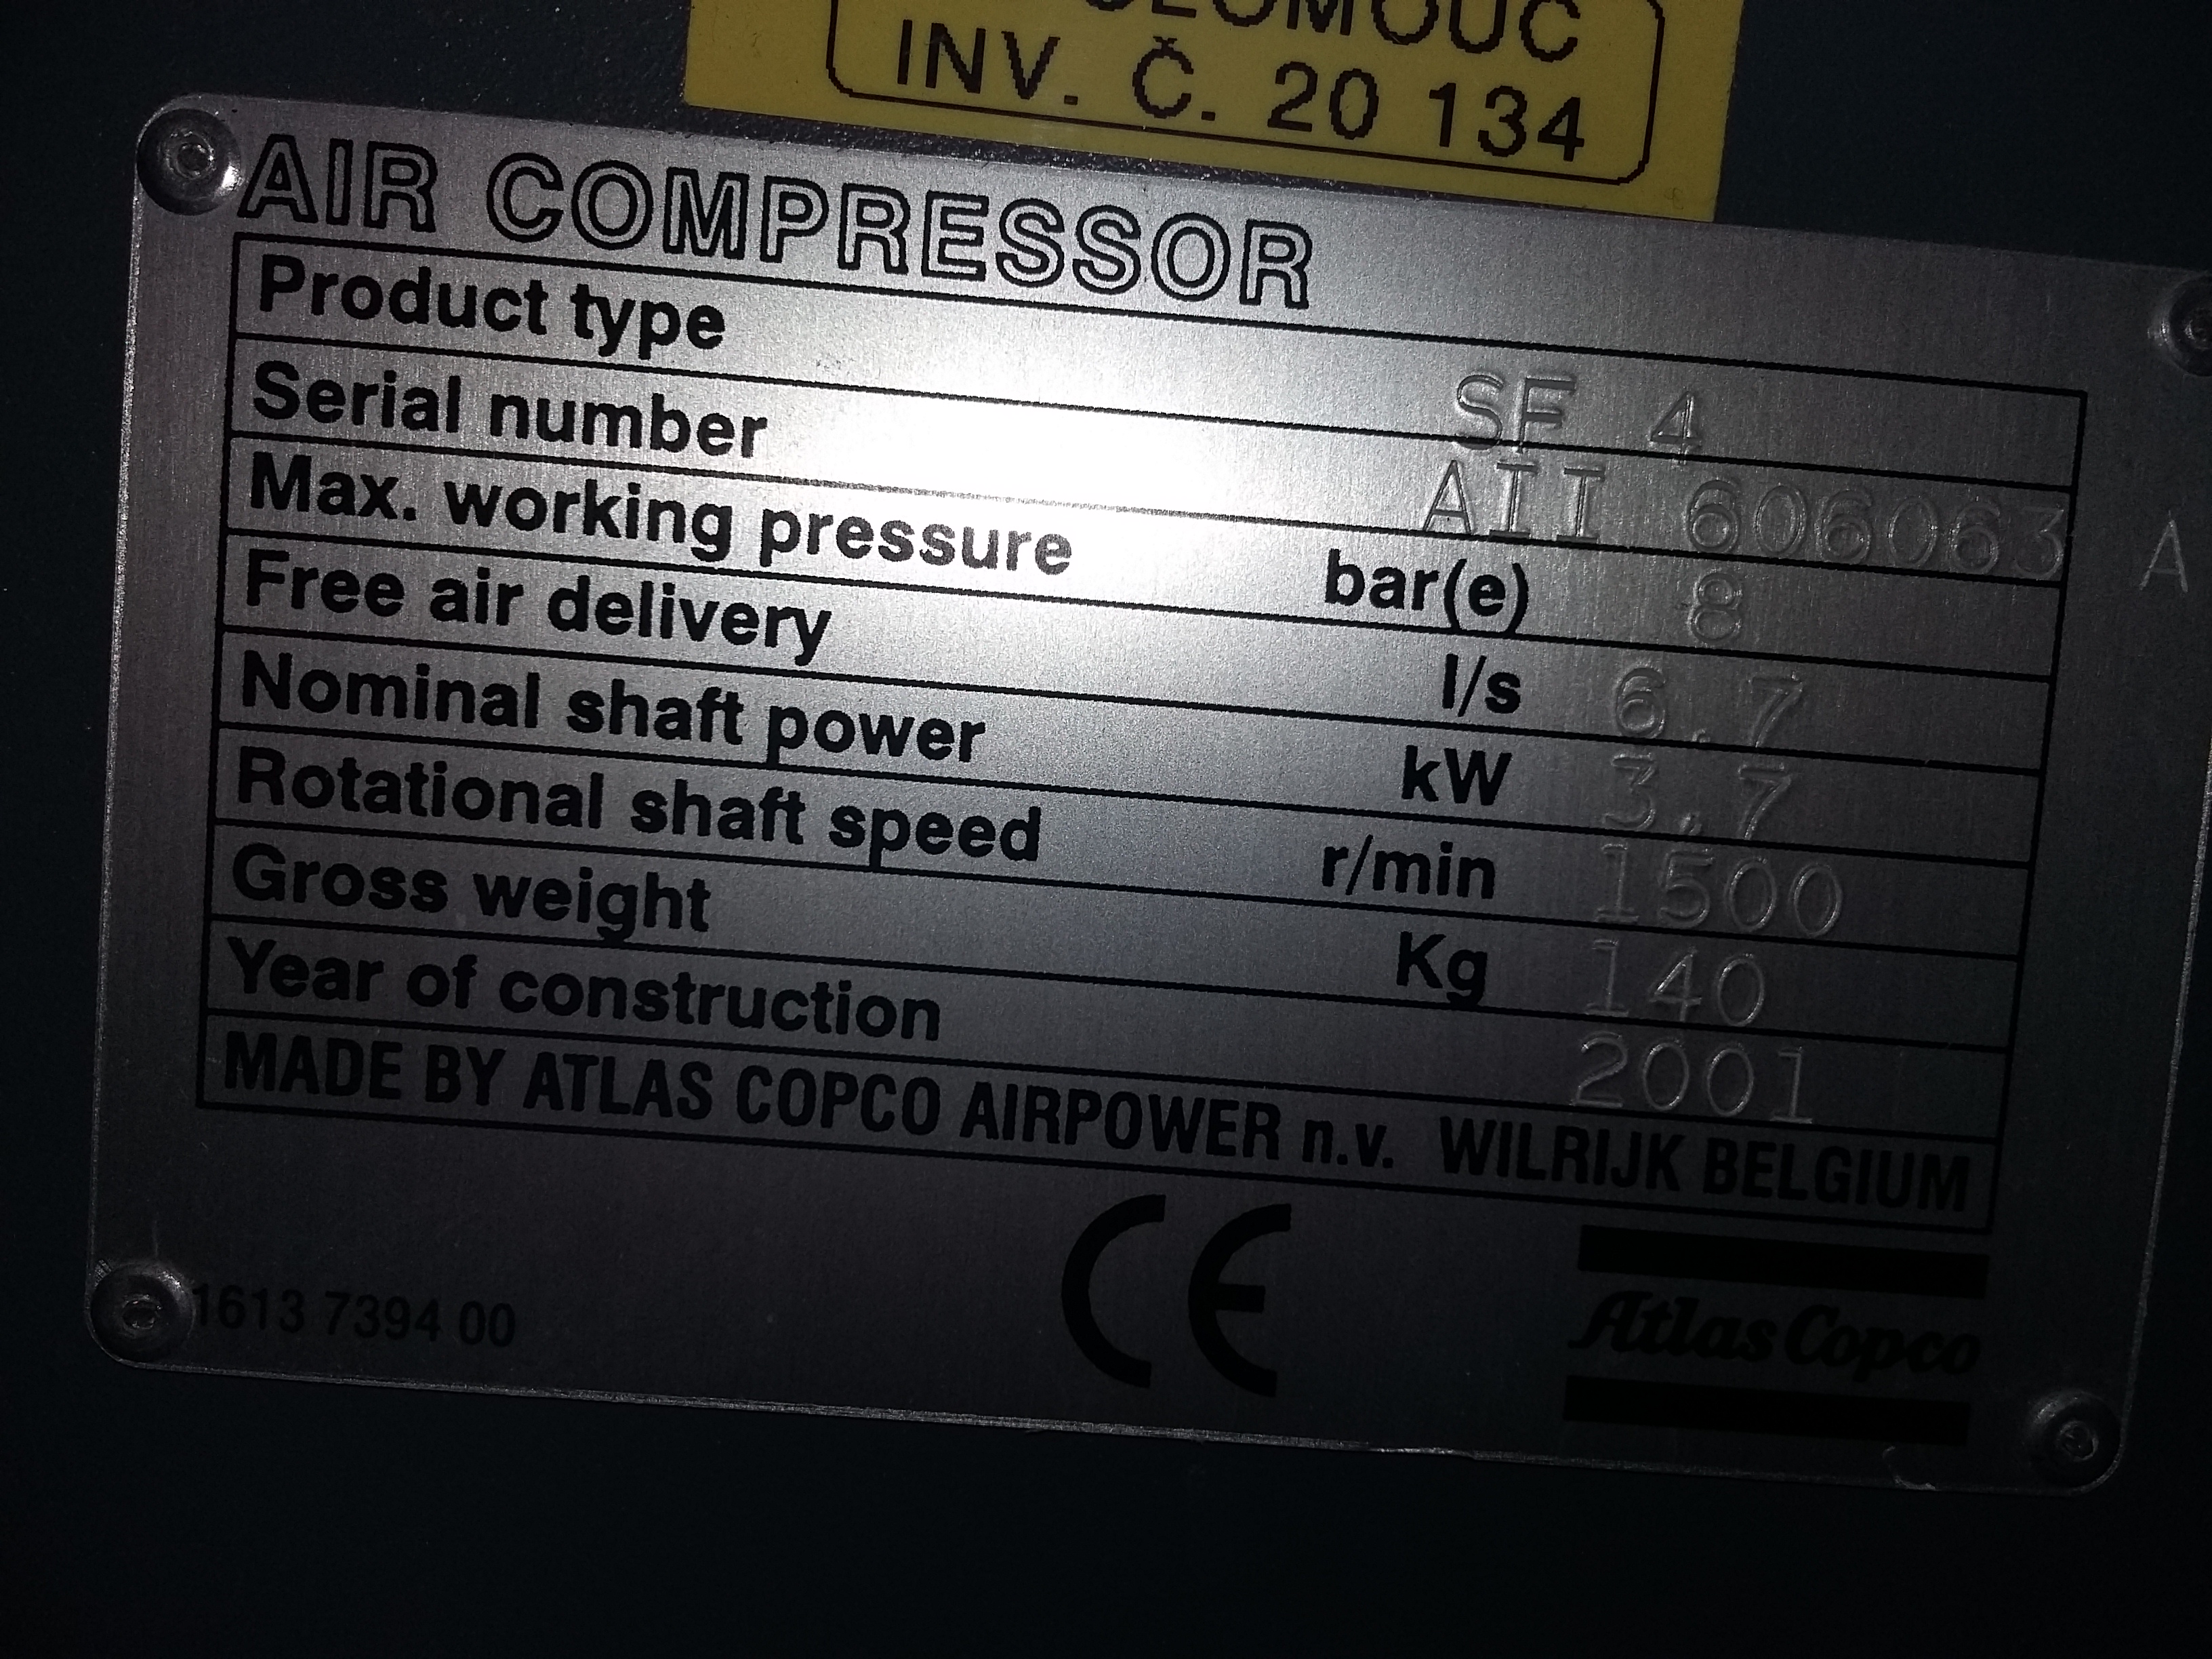 OLOMOUC
INV. Č. 20 134
AIR COMPRESSOR
Product type SF 4
Serial number AII 606063 A
Max. working pressure bar(e) 8
Free air delivery l/s 6.7
Nominal shaft power kW 3.7
Rotational shaft speed r/min 1500
Gross weight Kg 140
Year of construction 2001
MADE BY ATLAS COPCO AIRPOWER n.v. WILRIJK BELGIUM
1613 7394 00
CE
Atlas Copco